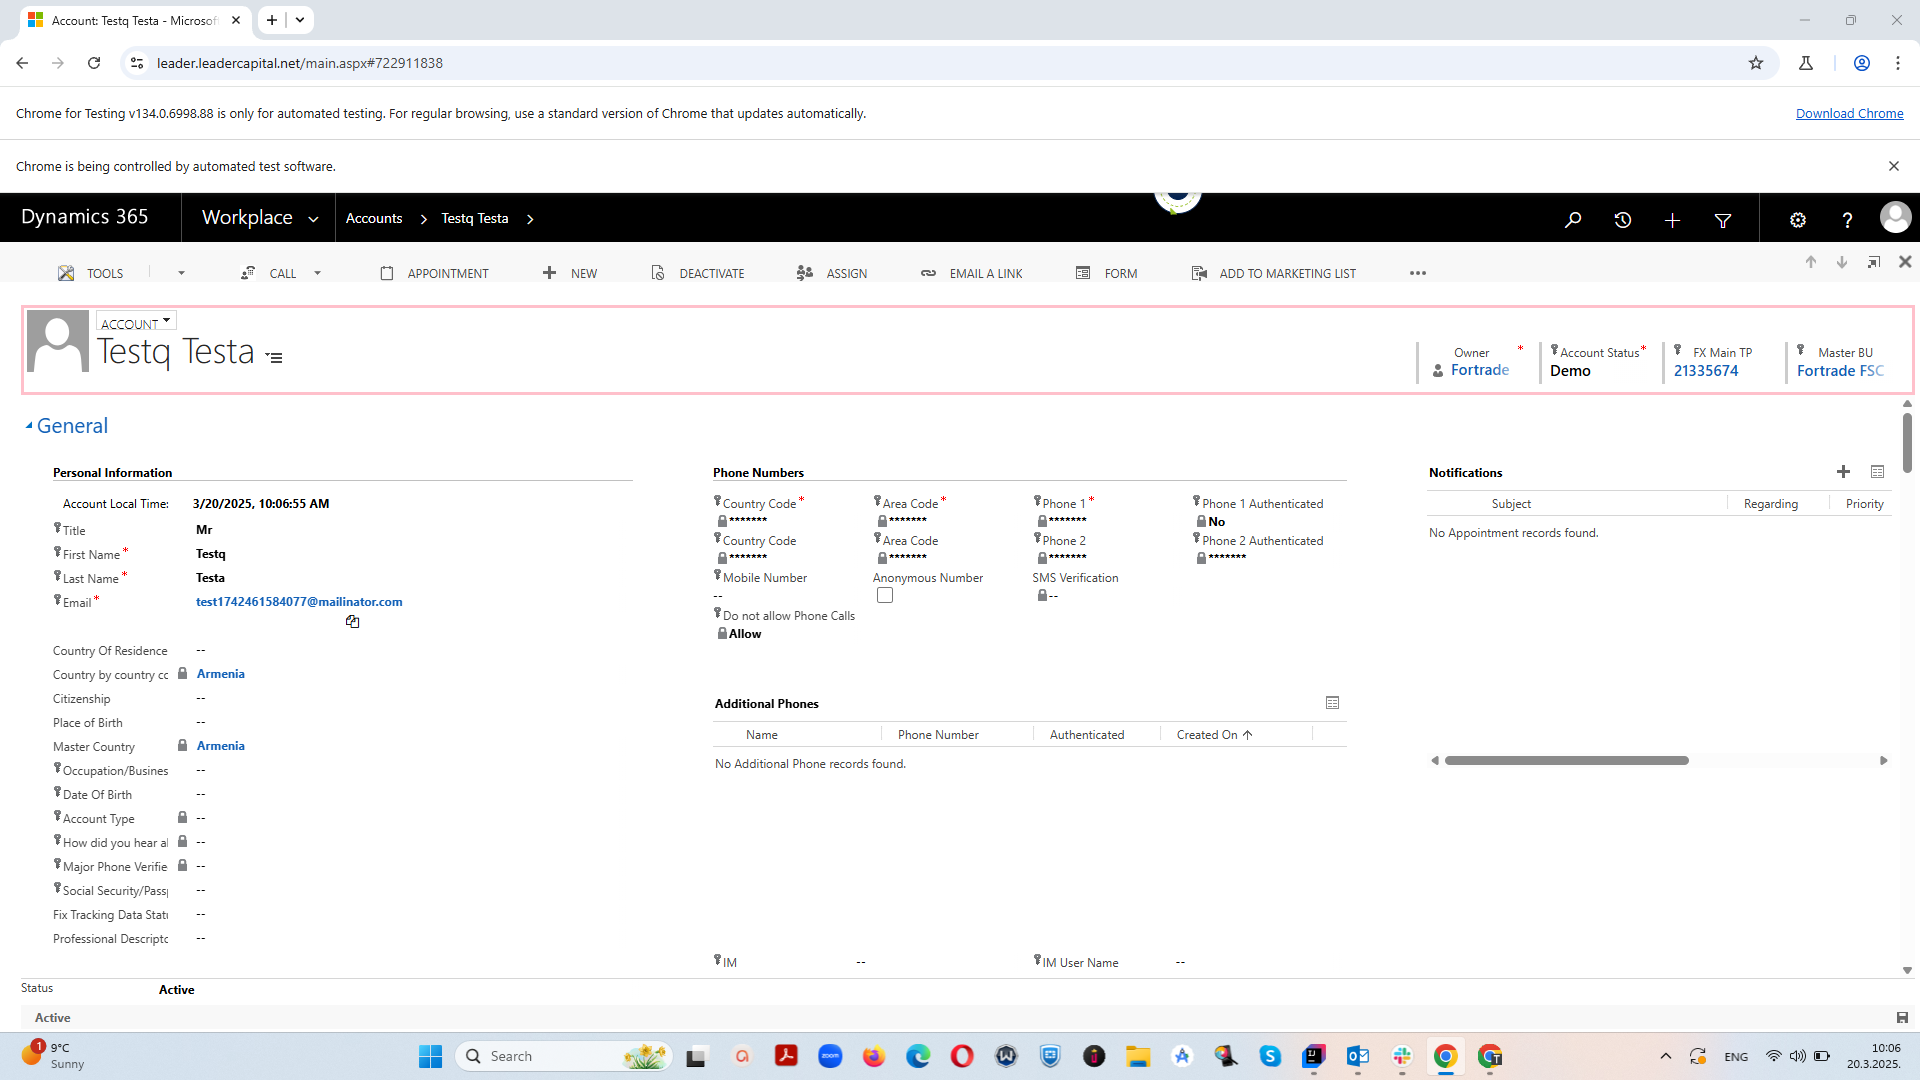 Account: Testq Testa - Microsof
leader.leadercapital.net/main.aspx#722911838
Chrome for Testing v134.0.6998.88 is only for automated testing. For regular browsing, use a standard version of Chrome that updates automatically.
Download Chrome
Chrome is being controlled by automated test software.
Dynamics 365
Workplace
Accounts
Testq Testa
TOOLS
CALL
APPOINTMENT
NEW
DEACTIVATE
ASSIGN
EMAIL A LINK
FORM
ADD TO MARKETING LIST
ACCOUNT
Testq Testa
Owner *
Fortrade
Account Status *
Demo
FX Main TP
21335674
Master BU
Fortrade FSC
General
Personal Information
Account Local Time: 3/20/2025, 10:06:55 AM
Title Mr
First Name * Testq
Last Name * Testa
Email * test1742461584077@mailinator.com
Country Of Residence --
Country by country cc Armenia
Citizenship --
Place of Birth --
Master Country Armenia
Occupation/Busines --
Date Of Birth --
Account Type --
How did you hear a --
Major Phone Verifie --
Social Security/Pass --
Fix Tracking Data Stat --
Professional Descripto --
Phone Numbers
Country Code * Area Code * Phone 1 * Phone 1 Authenticated
******* ******* ******* No
Country Code Area Code Phone 2 Phone 2 Authenticated
******* ******* ******* *******
Mobile Number Anonymous Number SMS Verification
-- --
Do not allow Phone Calls
Allow
Additional Phones
Name Phone Number Authenticated Created On
No Additional Phone records found.
IM -- IM User Name --
Notifications
Subject Regarding Priority
No Appointment records found.
Status Active
Active
1
9°C
Sunny
Search
zoom
ENG
10:06
20.3.2025.